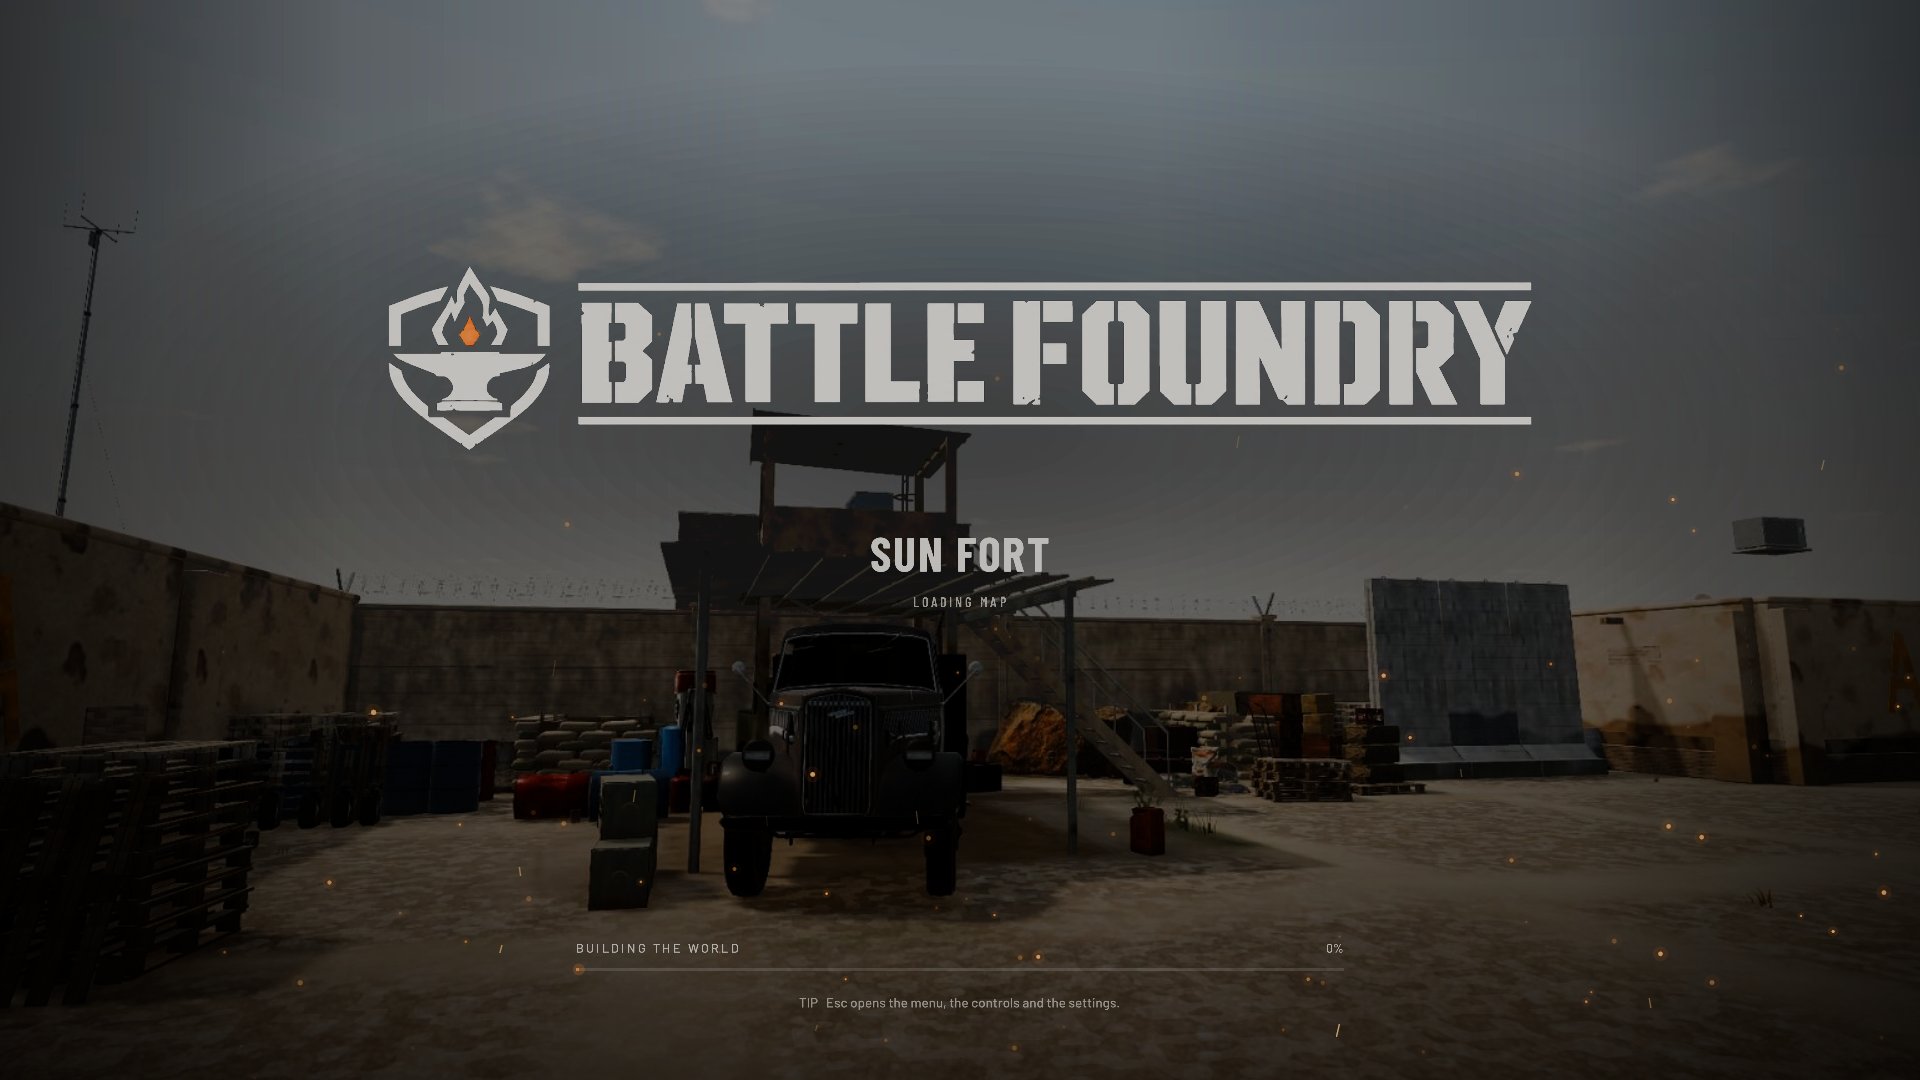 BATTLE FOUNDRY
SUN FORT
LOADING MAP
BUILDING THE WORLD 0%
TIP Esc opens the menu, the controls and the settings.